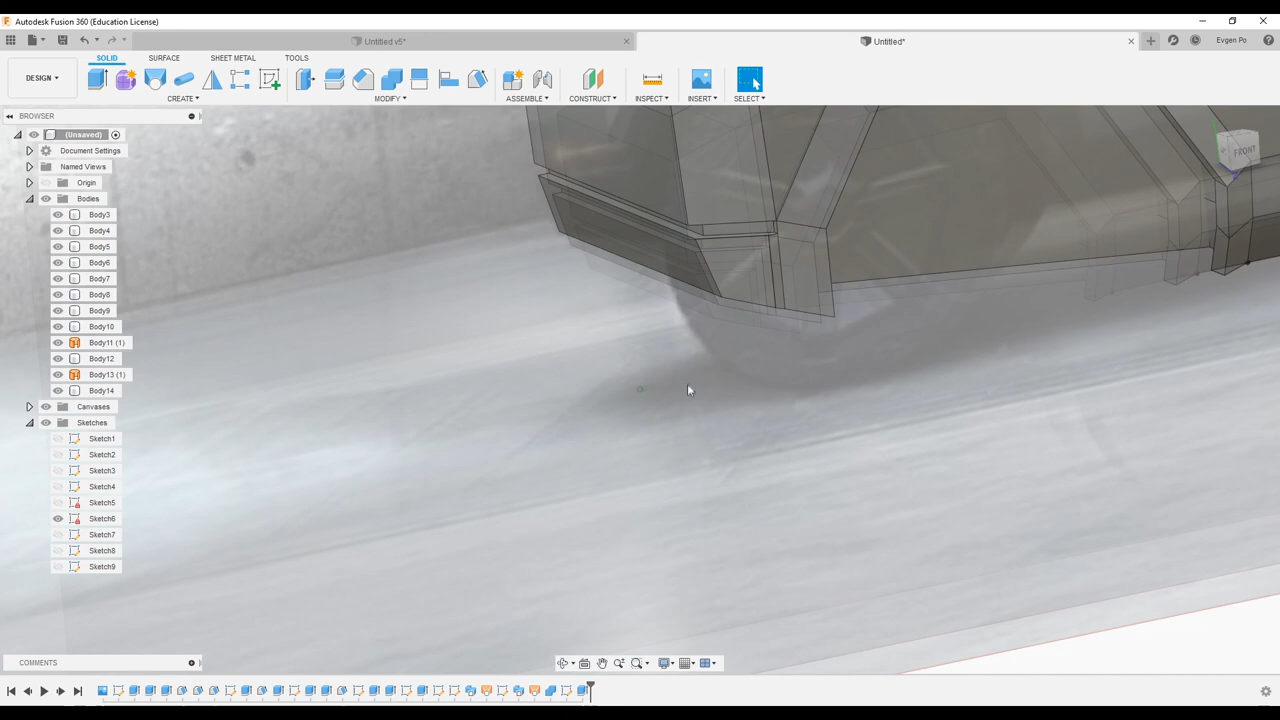 Autodesk Fusion 360 (Education License)
Untitled v5*
Untitled*
Evgen Po
SOLID
SURFACE
SHEET METAL
TOOLS
DESIGN
CREATE
MODIFY
ASSEMBLE
CONSTRUCT
INSPECT
INSERT
SELECT
BROWSER
(Unsaved)
Document Settings
Named Views
Origin
Bodies
Body3
Body4
Body5
Body6
Body7
Body8
Body9
Body10
Body11 (1)
Body12
Body13 (1)
Body14
Canvases
Sketches
Sketch1
Sketch2
Sketch3
Sketch4
Sketch5
Sketch6
Sketch7
Sketch8
Sketch9
FRONT
COMMENTS